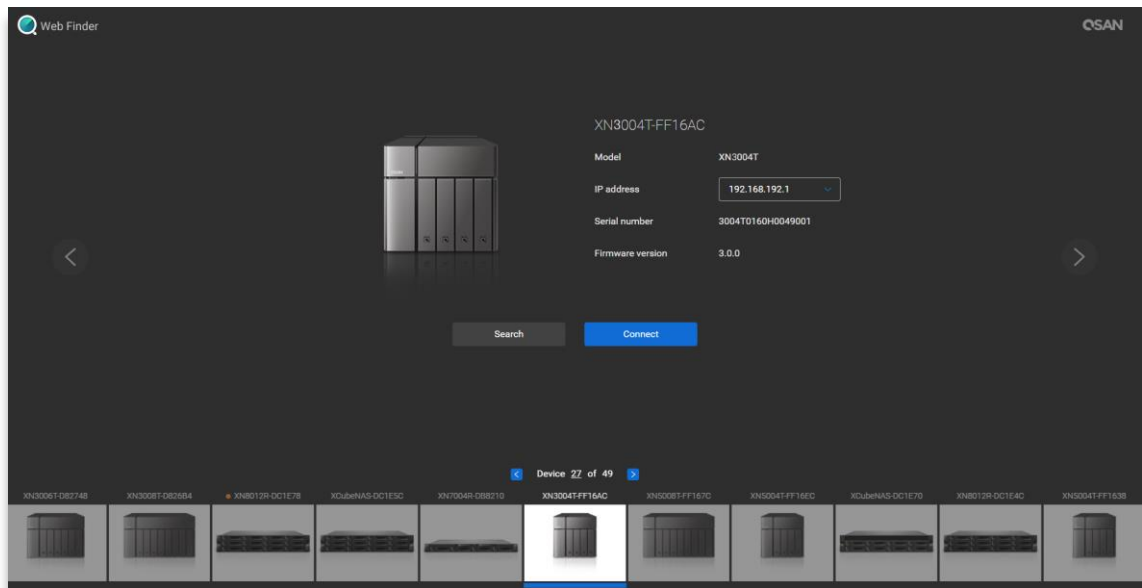 Web Finder
QSAN
XN3004T-FF16AC
Model XN3004T
IP address 192.168.192.1
Serial number 3004T0160H0049001
Firmware version 3.0.0
Search Connect
Device 27 of 49
XN3006T-D82748 XN3008T-D826B4 XN8012R-DC1E78 XCubeNAS-DC1E5C XN7004R-DB8210 XN3004T-FF16AC XN5008T-FF167C XN5004T-FF16EC XCubeNAS-DC1E70 XN8012R-DC1E4C XN5004T-FF1638